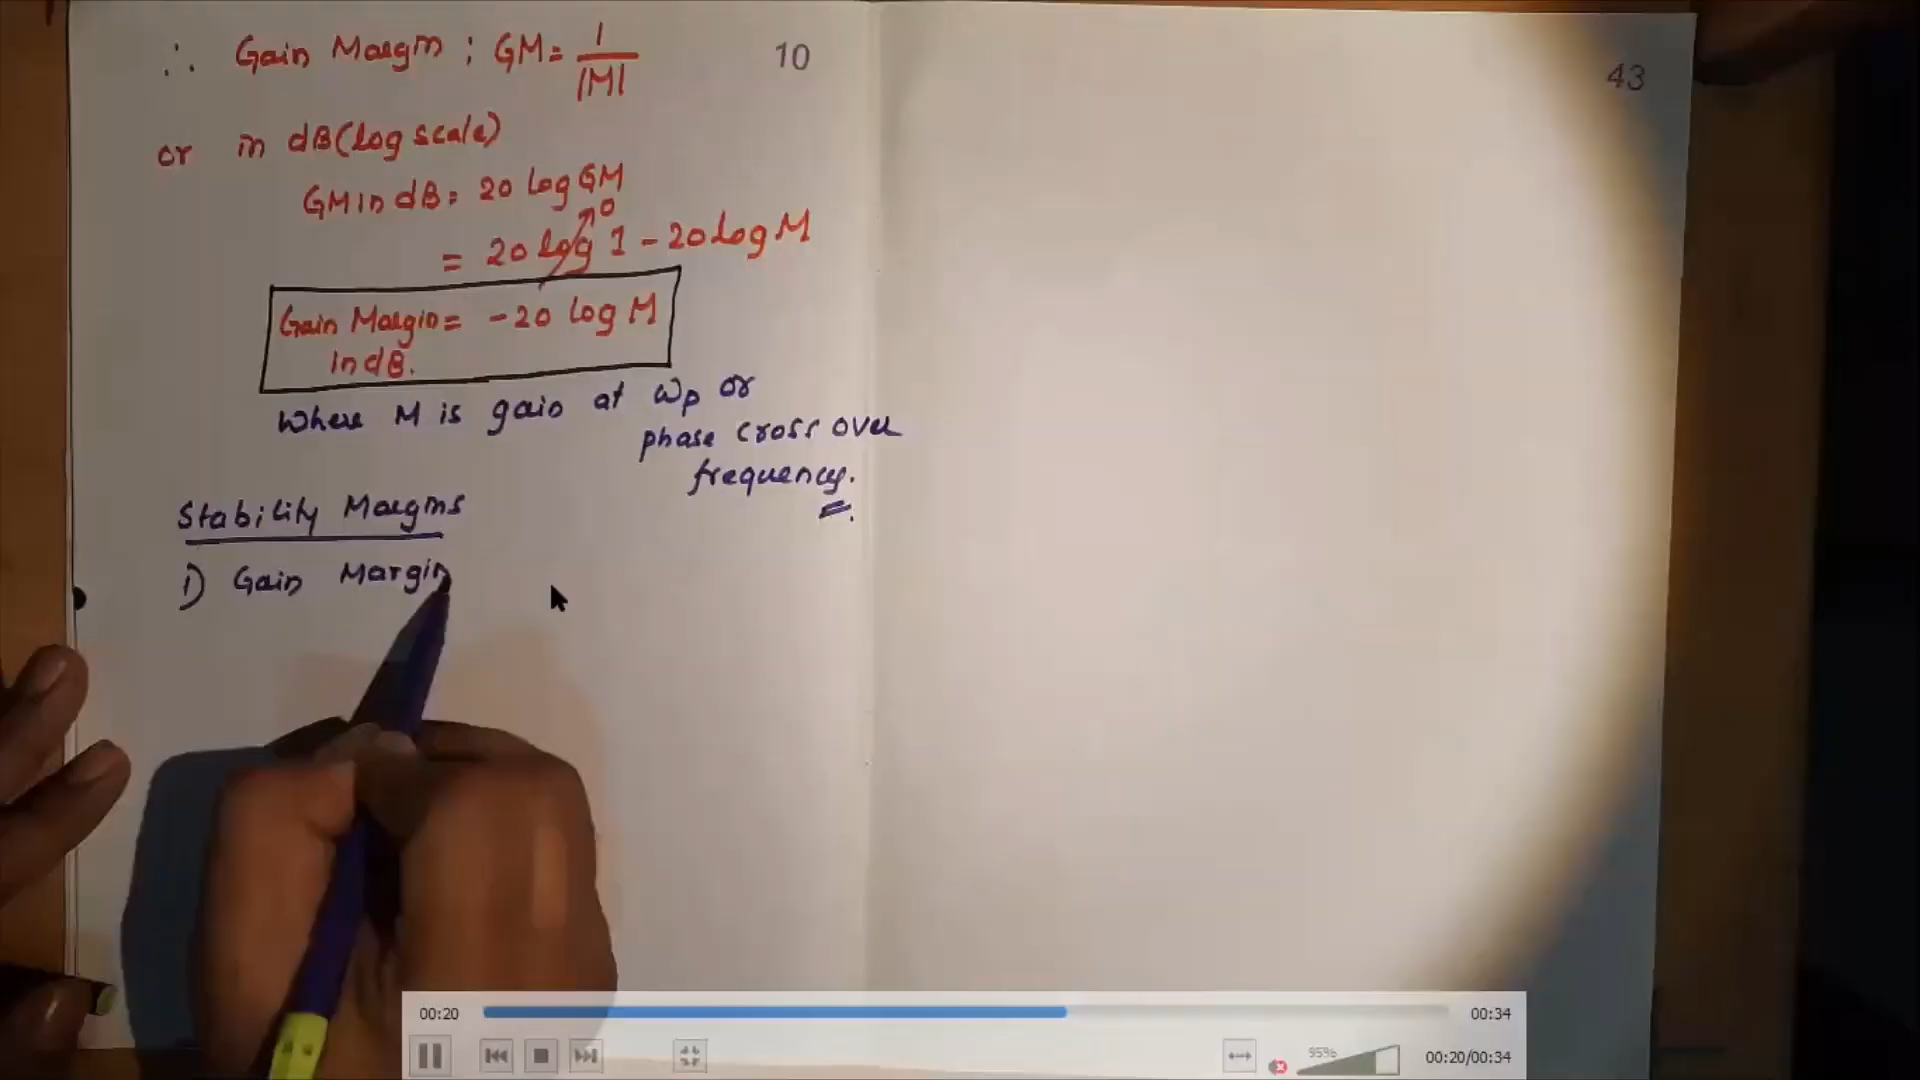 ∴ Gain Margin ; GM = 1/|M|
10
43
or in dB (log scale)
GM in dB = 20 log GM
= 20 log 1 - 20 log M
0
Gain Margin = -20 log M
in dB.
Where M is gain at ωp or
phase cross over
frequency.
Stability Margins
1) Gain Margin
00:20
00:34
95%
00:20/00:34